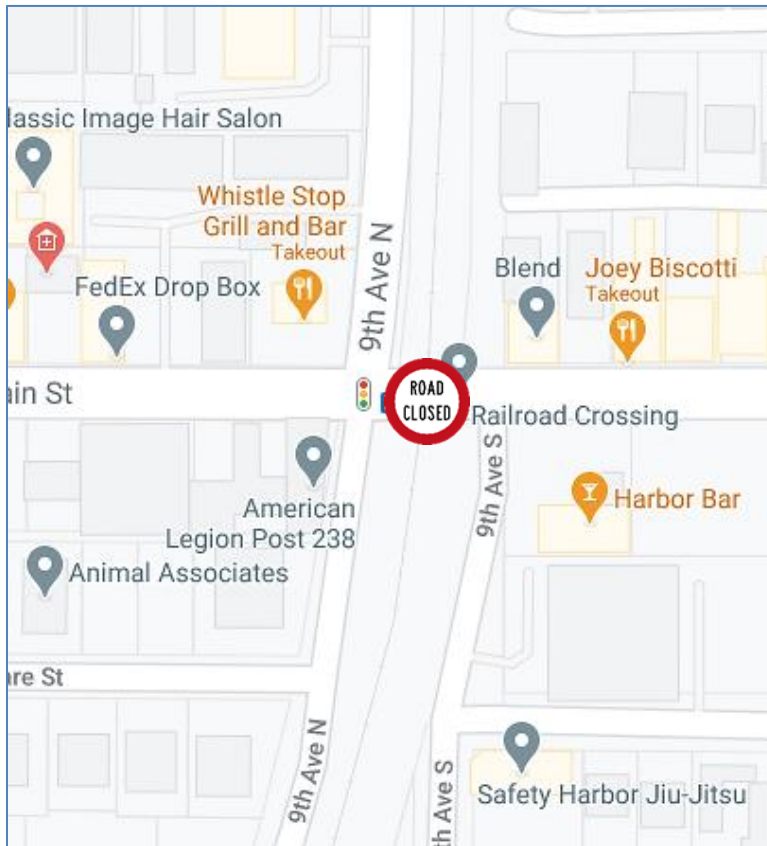 lassic Image Hair Salon
Whistle Stop
Grill and Bar
Takeout
FedEx Drop Box
9th Ave N
Blend
Joey Biscotti
Takeout
ain St
ROAD
CLOSED
Railroad Crossing
9th Ave S
American
Legion Post 238
Harbor Bar
Animal Associates
are St
9th Ave N
th Ave S
Safety Harbor Jiu-Jitsu